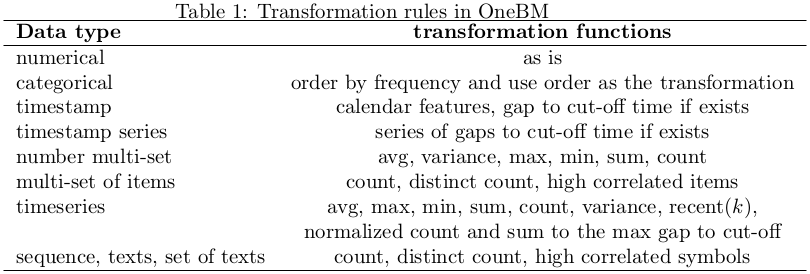 Table 1: Transformation rules in OneBM
Data type transformation functions
numerical as is
categorical order by frequency and use order as the transformation
timestamp calendar features, gap to cut-off time if exists
timestamp series series of gaps to cut-off time if exists
number multi-set avg, variance, max, min, sum, count
multi-set of items count, distinct count, high correlated items
timeseries avg, max, min, sum, count, variance, recent(k),
normalized count and sum to the max gap to cut-off
sequence, texts, set of texts count, distinct count, high correlated symbols